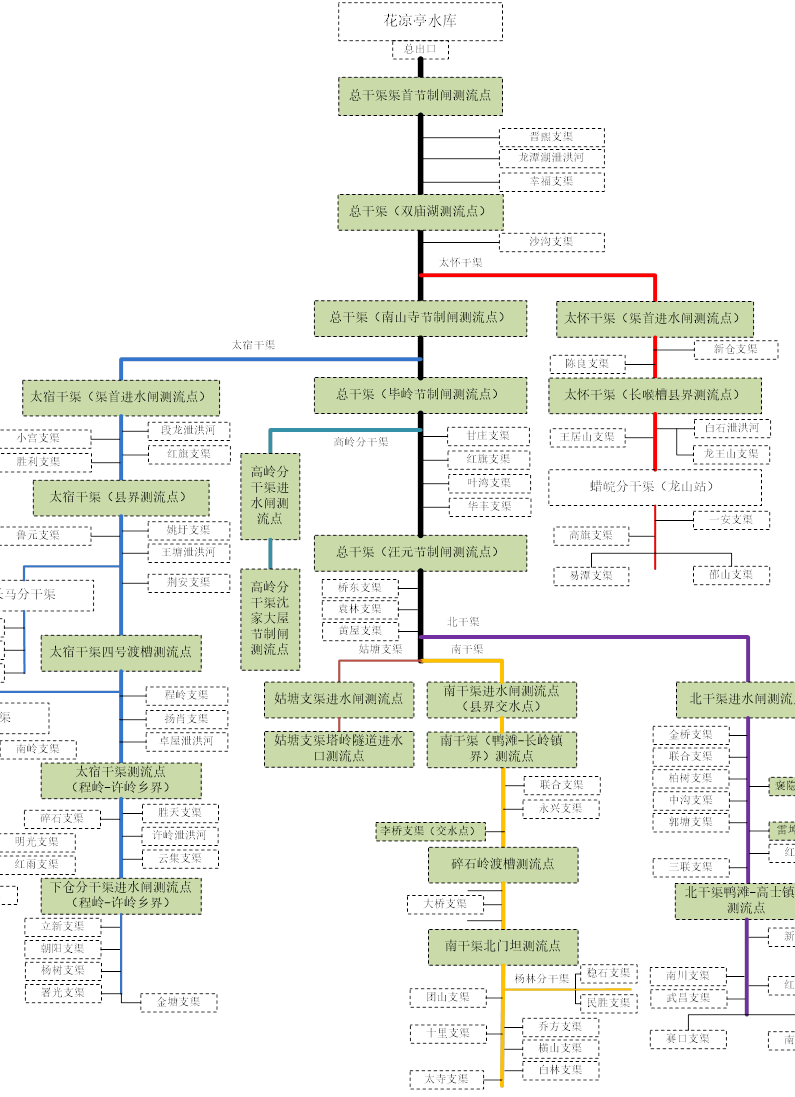 花凉亭水库
总出口
总干渠渠首节制闸测流点
晋熙支渠
龙潭湖泄洪河
幸福支渠
总干渠（双庙湖测流点）
沙沟支渠
太怀干渠
总干渠（南山寺节制闸测流点）
太怀干渠（渠首进水闸测流点）
新仓支渠
陈良支渠
太宿干渠
总干渠（毕岭节制闸测流点）
太怀干渠（长喉槽县界测流点）
太宿干渠（渠首进水闸测流点）
段龙泄洪河
小宫支渠
红旗支渠
胜利支渠
高岭分干渠
甘庄支渠
红旗支渠
叶湾支渠
华丰支渠
白石泄洪河
王居山支渠
龙王山支渠
高岭分
干渠进
水闸测
流点
蜡皖分干渠（龙山站）
太宿干渠（县界测流点）
一安支渠
高旗支渠
易潭支渠
邵山支渠
姚圩支渠
鲁元支渠
王塘泄洪河
荆安支渠
总干渠（汪元节制闸测流点）
高岭分
干渠沈
家大屋
节制闸
测流点
桥东支渠
袁林支渠
黄屋支渠
长马分干渠
北干渠
太宿干渠四号渡槽测流点
姑塘支渠
南干渠
姑塘支渠进水闸测流点
南干渠进水闸测流点
（县界交水点）
北干渠进水闸测流
程岭支渠
扬肖支渠
卓屋泄洪河
渠
南岭支渠
姑塘支渠塔岭隧道进水
口测流点
南干渠（鸭滩-长岭镇
界）测流点
金桥支渠
联合支渠
柏树支渠
中沟支渠
郭塘支渠
三联支渠
太宿干渠测流点
（程岭-许岭乡界）
联合支渠
永兴支渠
胜天支渠
碎石支渠
许岭泄洪河
明光支渠
云集支渠
红雨支渠
李桥支渠（交水点）
红
碎石岭渡槽测流点
下仓分干渠进水闸测流点
（程岭-许岭乡界）
北干渠鸭滩-高士镇
测流点
大桥支渠
立新支渠
朝阳支渠
杨树支渠
署光支渠
金塘支渠
南干渠北门坦测流点
新
杨林分干渠
稳石支渠
民胜支渠
南川支渠
红
武昌支渠
团山支渠
乔方支渠
十里支渠
横山支渠
白林支渠
太寺支渠
赛口支渠
南